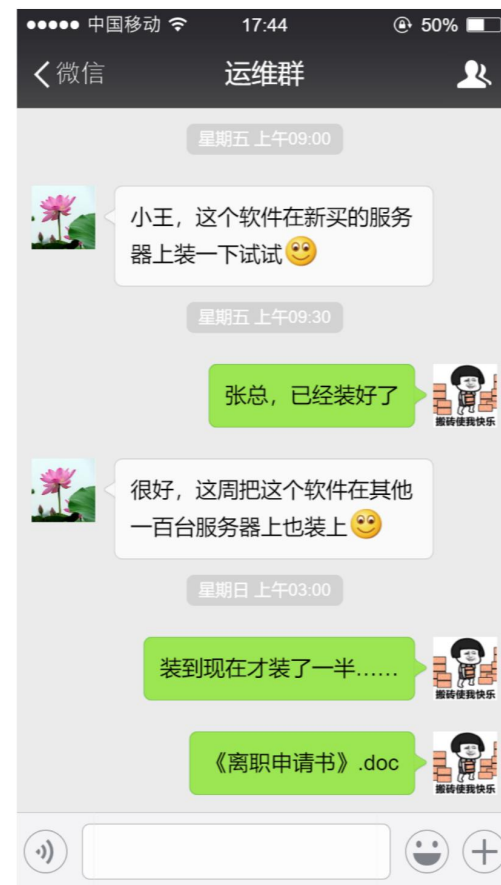 中国移动 17:44 50%
微信 运维群
星期五 上午09:00
小王，这个软件在新买的服务
器上装一下试试
星期五 上午09:30
张总，已经装好了
搬砖使我快乐
很好，这周把这个软件在其他
一百台服务器上也装上
星期日 上午03:00
装到现在才装了一半……
搬砖使我快乐
《离职申请书》.doc
搬砖使我快乐